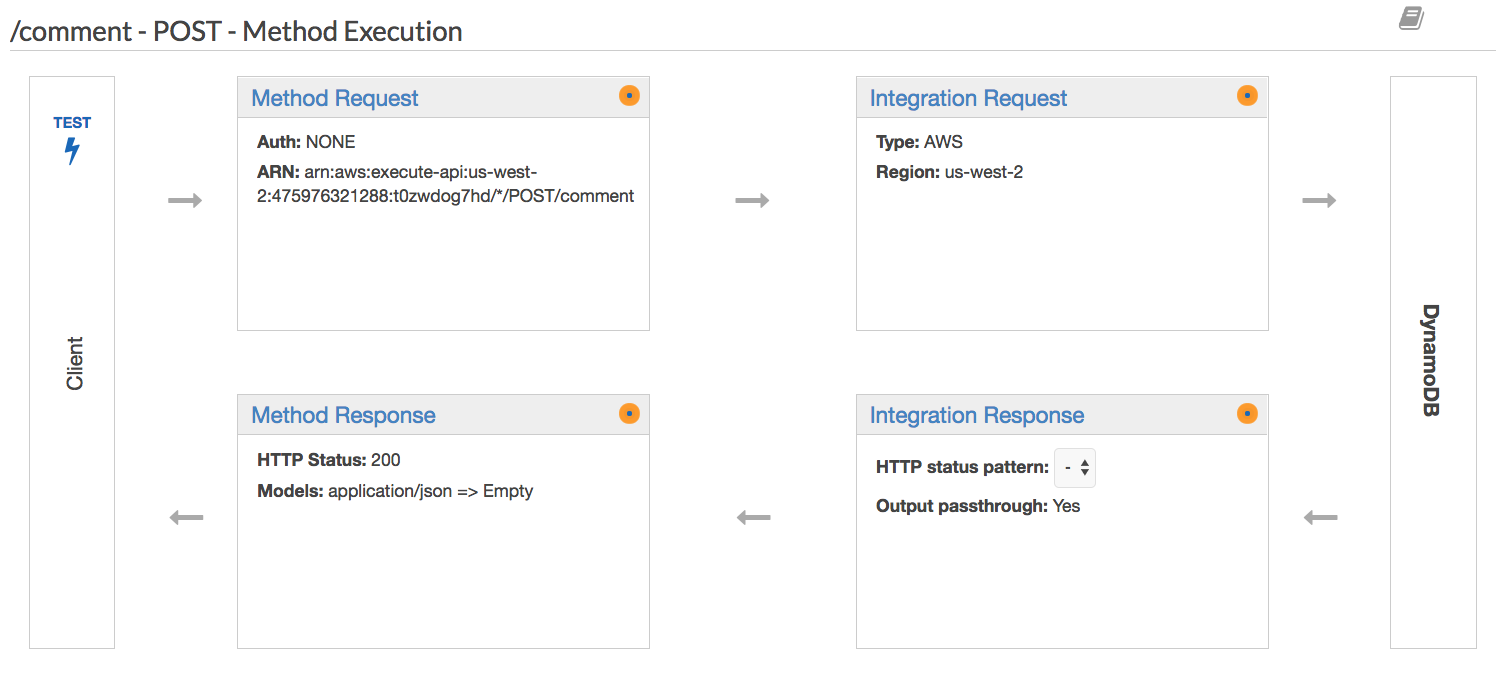 /comment - POST - Method Execution
TEST
Client
Method Request
Auth: NONE
ARN: arn:aws:execute-api:us-west-
2:475976321288:t0zwdog7hd/*/POST/comment
Integration Request
Type: AWS
Region: us-west-2
DynamoDB
Method Response
HTTP Status: 200
Models: application/json => Empty
Integration Response
HTTP status pattern: -
Output passthrough: Yes